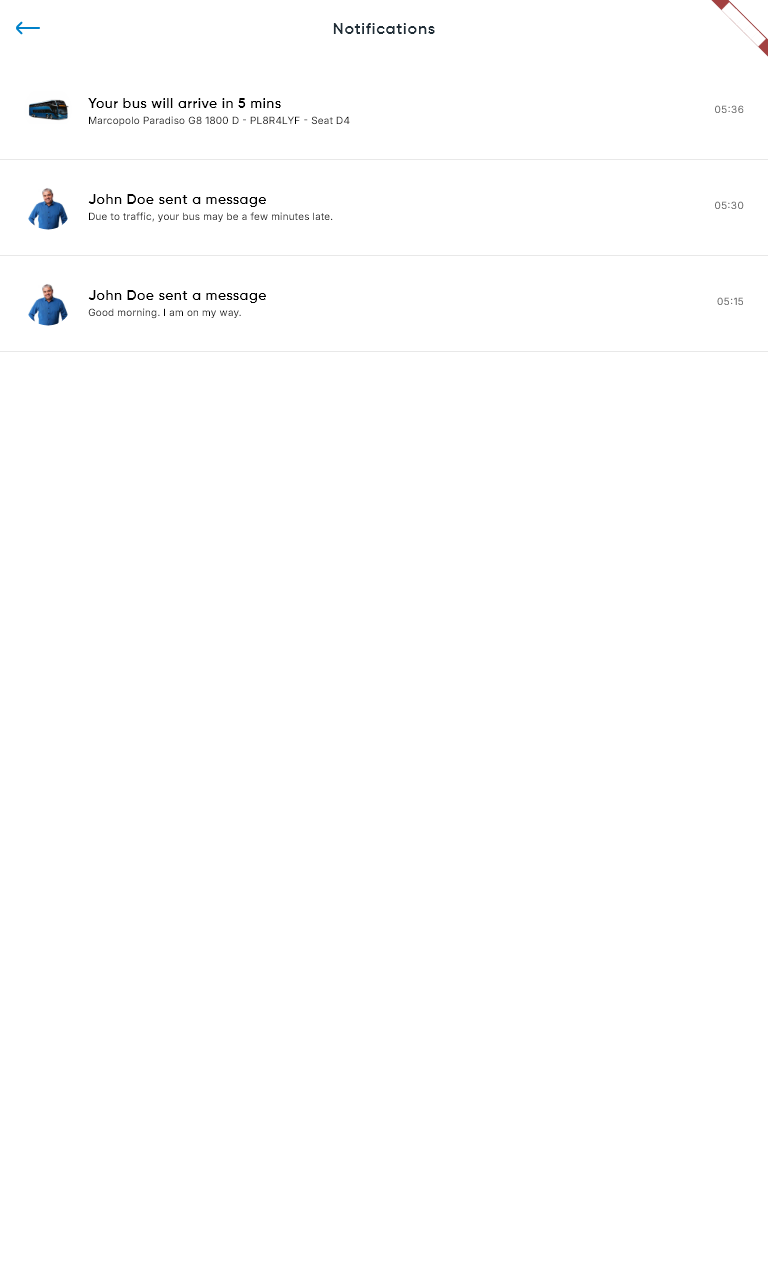 Notifications
Your bus will arrive in 5 mins
Marcopolo Paradiso G8 1800 D - PL8R4LYF - Seat D4
05:36
John Doe sent a message
Due to traffic, your bus may be a few minutes late.
05:30
John Doe sent a message
Good morning. I am on my way.
05:15